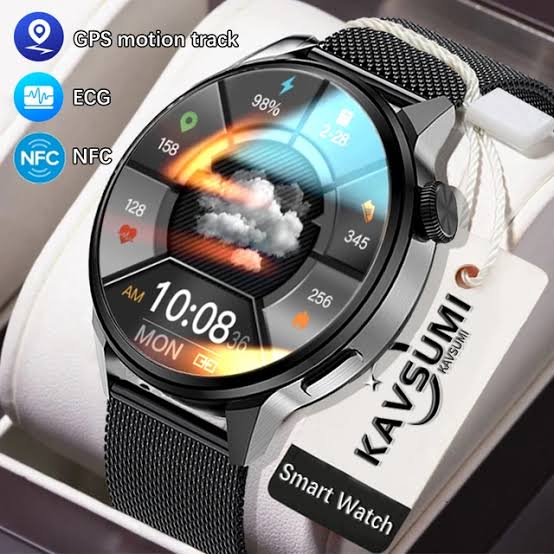 GPS motion track
ECG
NFC
NFC
98%
2-28
158
128
345
256
AM 10:08 36
MON
KAVSUMI
KAVSUMI
Smart Watch